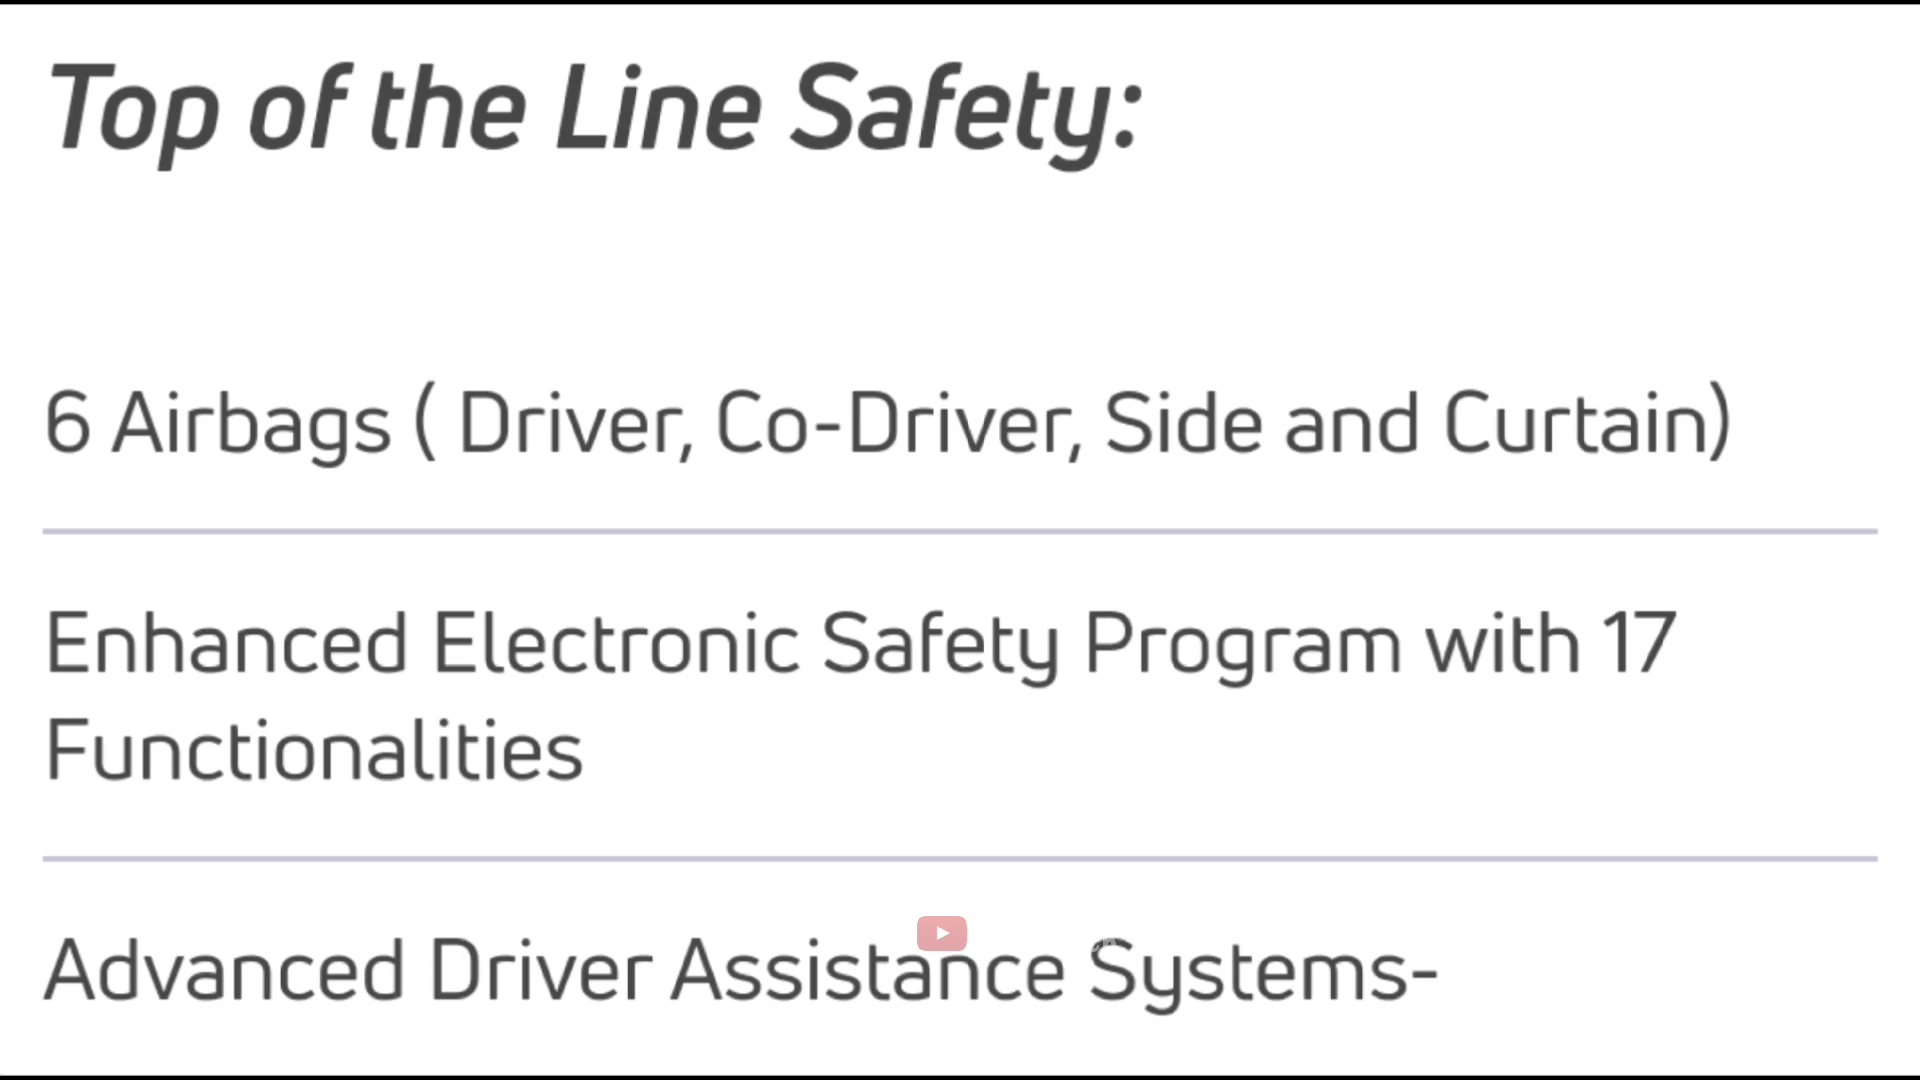 Top of the Line Safety:
6 Airbags ( Driver, Co-Driver, Side and Curtain)
Enhanced Electronic Safety Program with 17
Functionalities
Advanced Driver Assistance Systems-